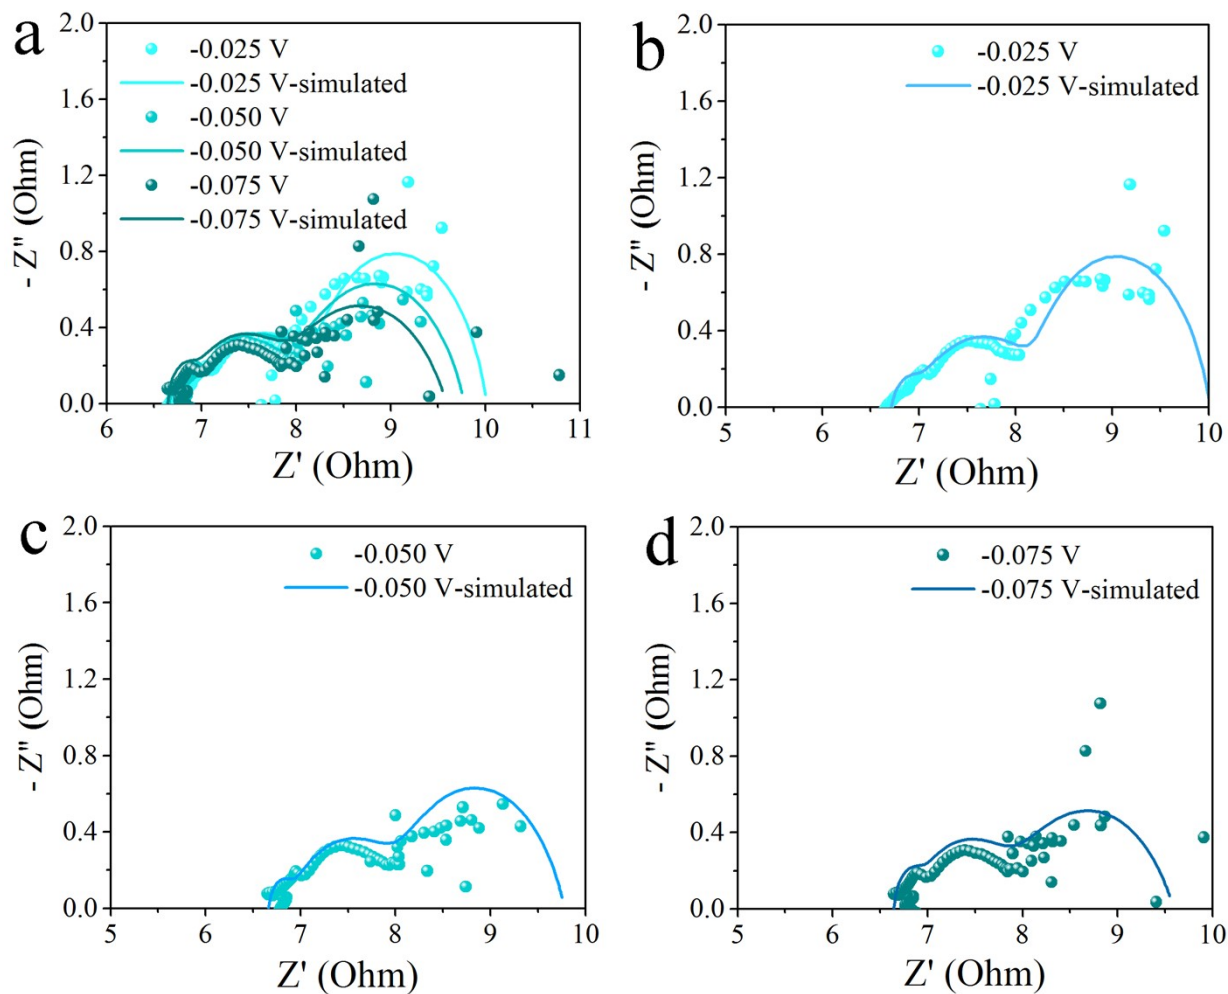 a
2.0
1.6
1.2
0.8
0.4
0.0
- Z" (Ohm)
-0.025 V
-0.025 V-simulated
-0.050 V
-0.050 V-simulated
-0.075 V
-0.075 V-simulated
5 6 7 8 9 10 11
Z' (Ohm)
b
2.0
1.6
1.2
0.8
0.4
0.0
- Z" (Ohm)
-0.025 V
-0.025 V-simulated
5 6 7 8 9 10
Z' (Ohm)
c
2.0
1.6
1.2
0.8
0.4
0.0
- Z" (Ohm)
-0.050 V
-0.050 V-simulated
5 6 7 8 9 10
Z' (Ohm)
d
2.0
1.6
1.2
0.8
0.4
0.0
- Z" (Ohm)
-0.075 V
-0.075 V-simulated
5 6 7 8 9 10
Z' (Ohm)